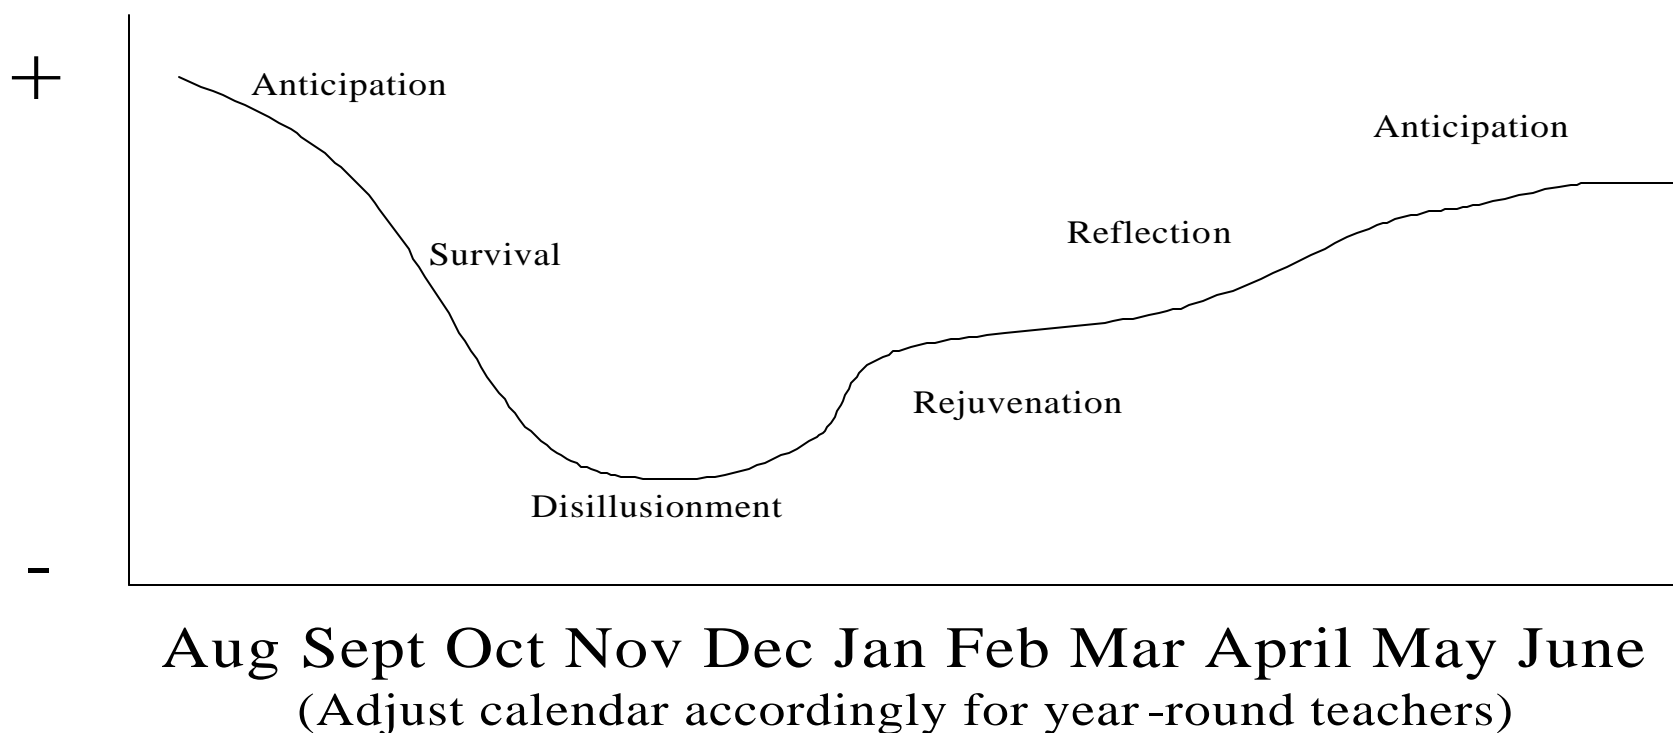 +
Anticipation
Anticipation
Survival
Reflection
Rejuvenation
Disillusionment
-
Aug Sept Oct Nov Dec Jan Feb Mar April May June
(Adjust calendar accordingly for year-round teachers)